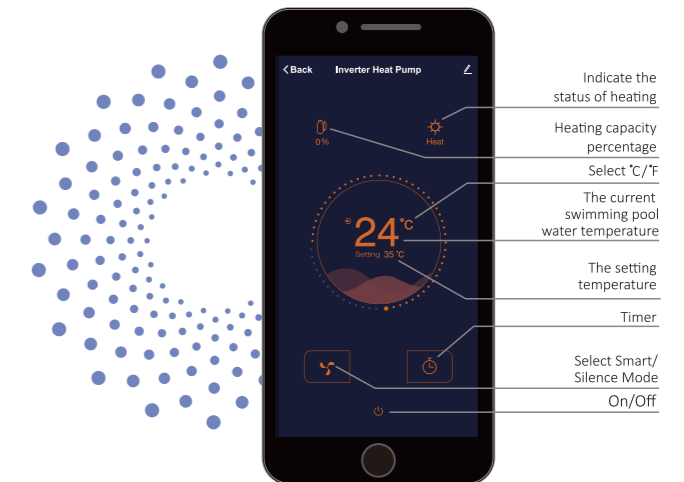 Back
Inverter Heat Pump
0%
Heat
24°C
Setting 35 °C
Indicate the
status of heating
Heating capacity
percentage
Select °C/°F
The current
swimming pool
water temperature
The setting
temperature
Timer
Select Smart/
Silence Mode
On/Off